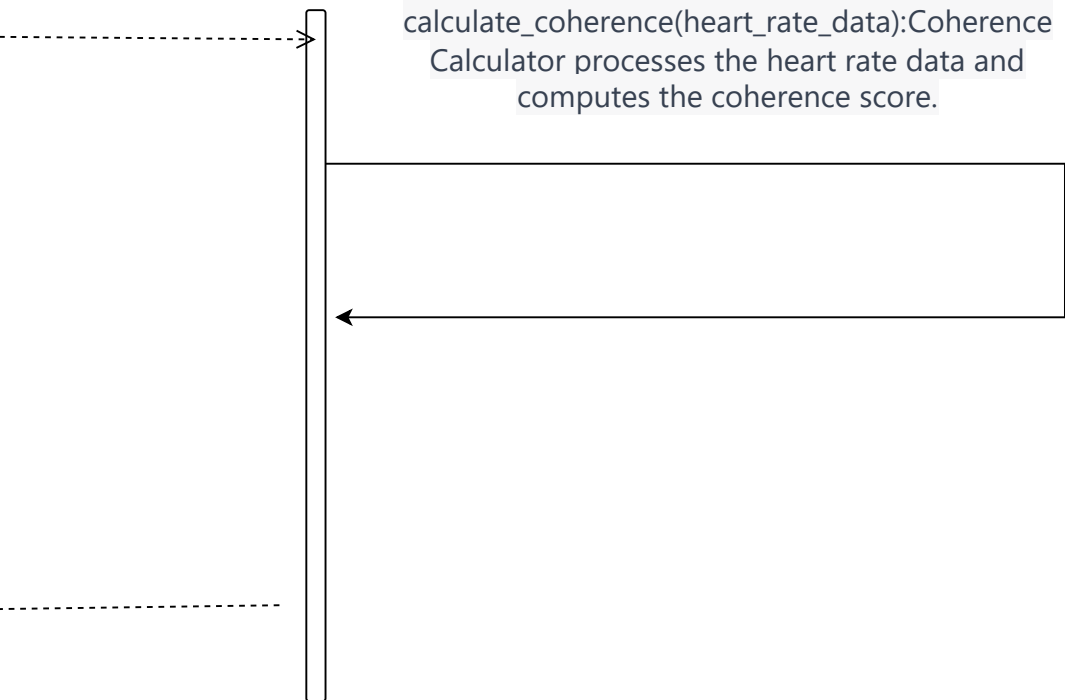 calculate_coherence(heart_rate_data):Coherence
Calculator processes the heart rate data and
computes the coherence score.